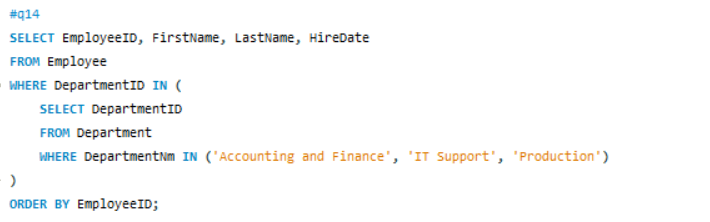 #q14
SELECT EmployeeID, FirstName, LastName, HireDate
FROM Employee
WHERE DepartmentID IN (
SELECT DepartmentID
FROM Department
WHERE DepartmentNm IN ('Accounting and Finance', 'IT Support', 'Production')
)
ORDER BY EmployeeID;